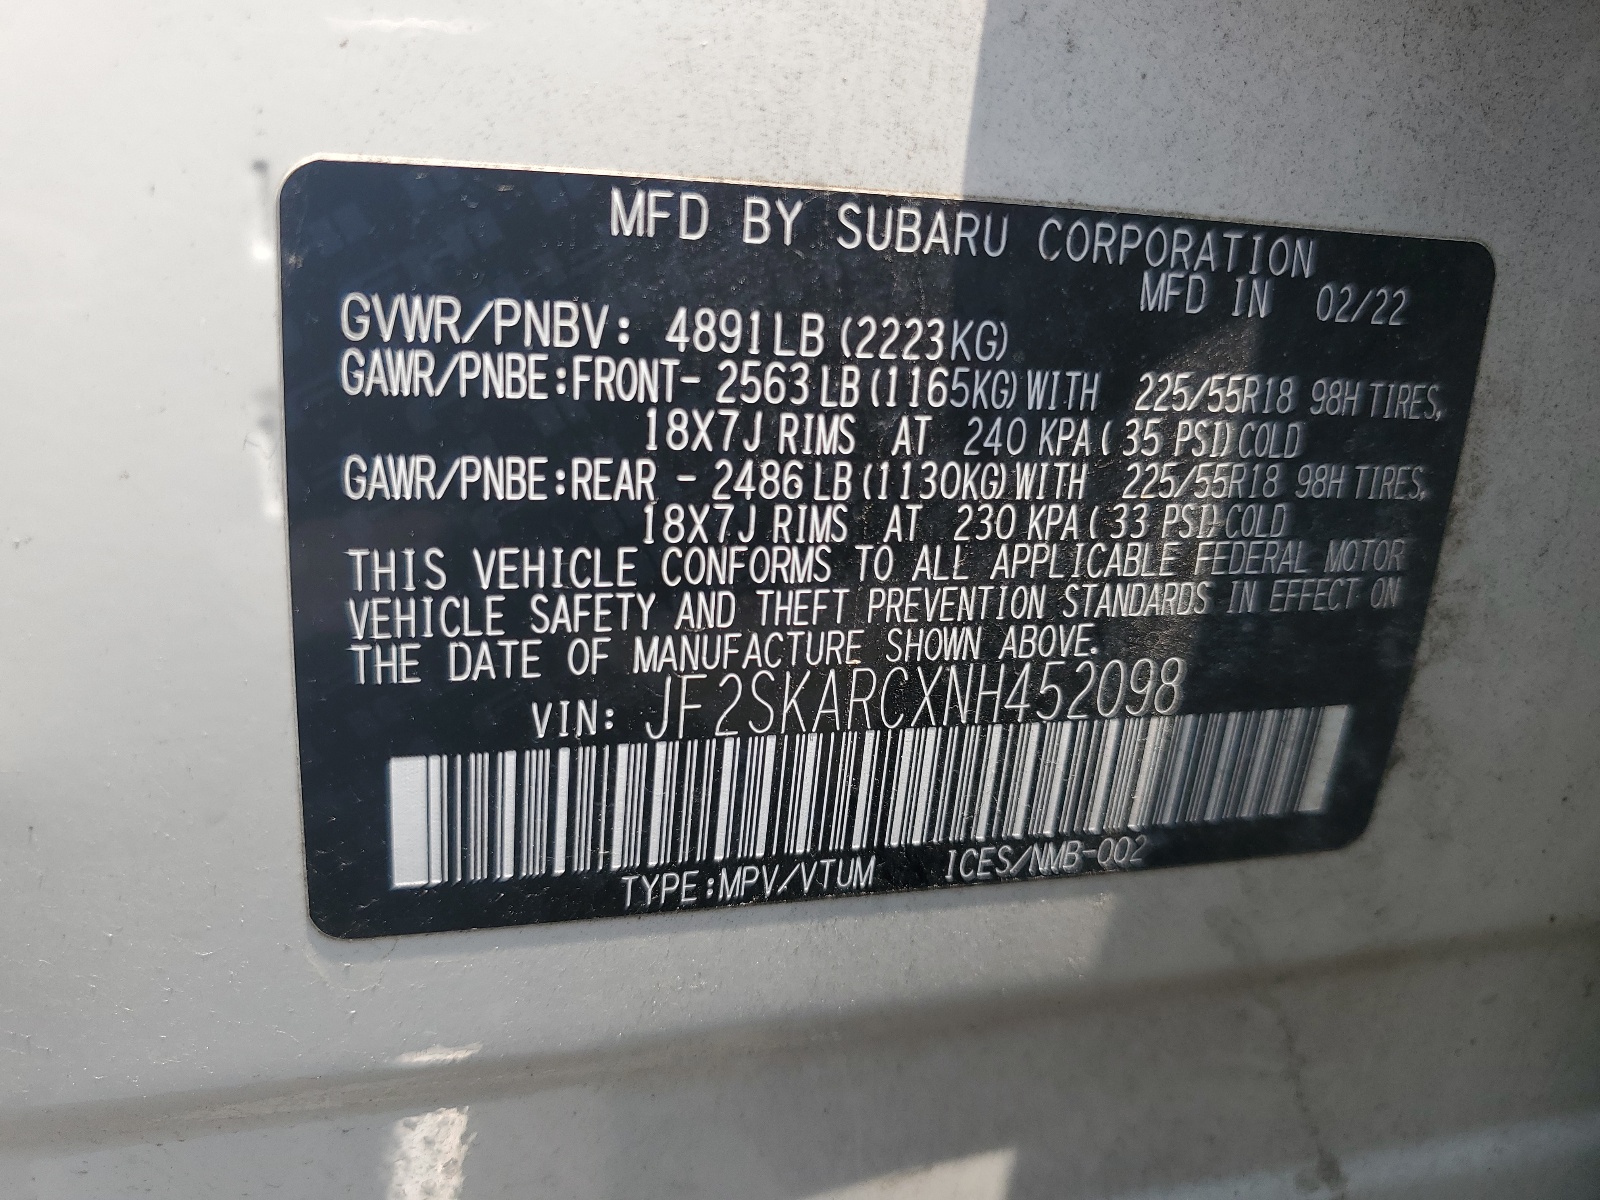 MFD BY SUBARU CORPORATION
MFD IN 02/22
GVWR/PNBV: 4891LB (2223KG)
GAWR/PNBE:FRONT- 2563LB (1165KG) WITH 225/55R18 98H TIRES,
18X7J RIMS AT 240 KPA (35 PSI) COLD
GAWR/PNBE:REAR - 2486LB (1130KG) WITH 225/55R18 98H TIRES,
18X7J RIMS AT 230 KPA (33 PSI) COLD
THIS VEHICLE CONFORMS TO ALL APPLICABLE FEDERAL MOTOR
VEHICLE SAFETY AND THEFT PREVENTION STANDARDS IN EFFECT ON
THE DATE OF MANUFACTURE SHOWN ABOVE.
VIN: JF2SKARCXNH452098
TYPE:MPV/VTUM ICES/NMB-002